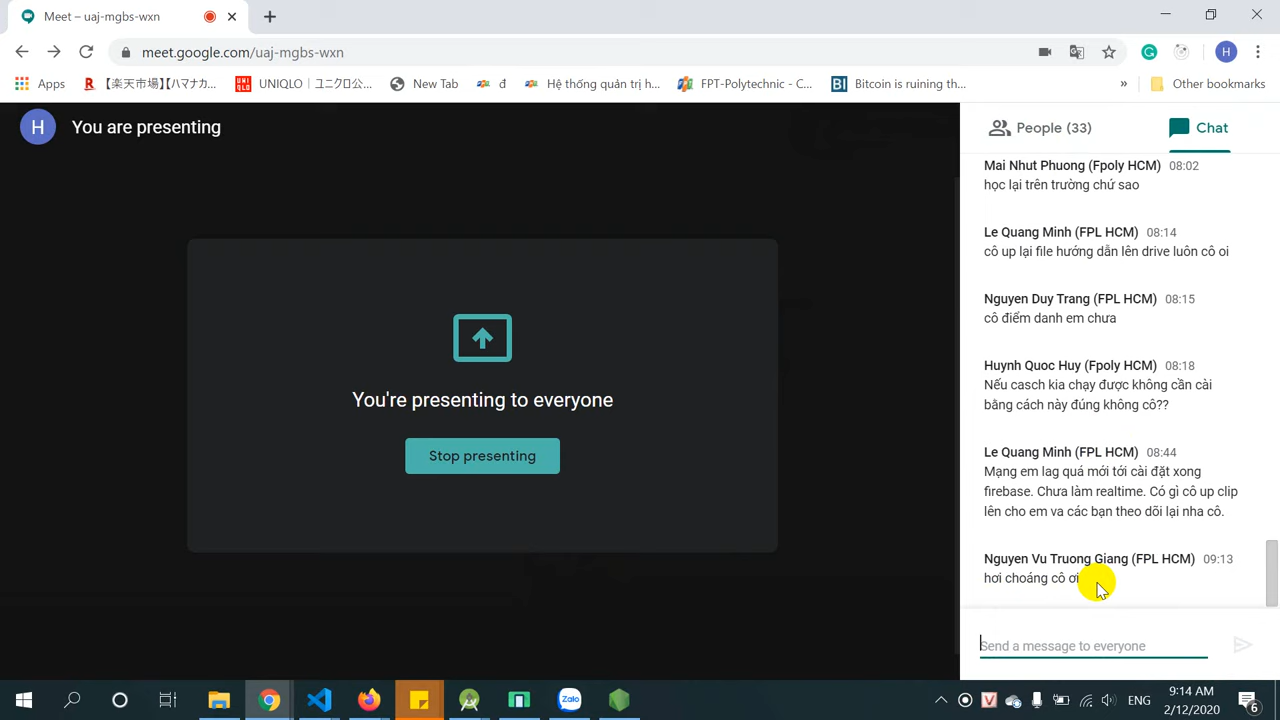 Meet – uaj-mgbs-wxn
meet.google.com/uaj-mgbs-wxn
H
Apps
R
【楽天市場】【ハマナカ...
UNIQLO | ユニクロ公...
New Tab
đ
Hệ thống quản trị h...
FPT-Polytechnic - C...
BI
Bitcoin is ruining th...
»
Other bookmarks
H
You are presenting
You're presenting to everyone
Stop presenting
People (33)
Chat
Mai Nhut Phuong (Fpoly HCM) 08:02
học lại trên trường chứ sao
Le Quang Minh (FPL HCM) 08:14
cô up lại file hướng dẫn lên drive luôn cô oi
Nguyen Duy Trang (FPL HCM) 08:15
cô điểm danh em chưa
Huynh Quoc Huy (Fpoly HCM) 08:18
Nếu casch kia chạy được không cần cài
bằng cách này đúng không cô??
Le Quang Minh (FPL HCM) 08:44
Mạng em lag quá mới tới cài đặt xong
firebase. Chưa làm realtime. Có gì cô up clip
lên cho em va các bạn theo dõi lại nha cô.
Nguyen Vu Truong Giang (FPL HCM) 09:13
hơi choáng cô ơi
Send a message to everyone
Zalo
V
ENG
9:14 AM
2/12/2020
6